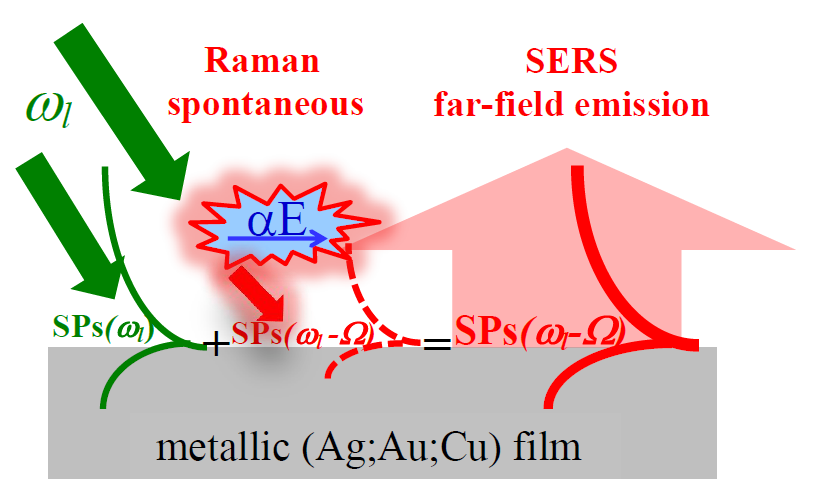 Raman
spontaneous
SERS
far-field emission
ωl
αE
SPs(ωl) + SPs(ωl-Ω) = SPs(ωl-Ω)
metallic (Ag;Au;Cu) film